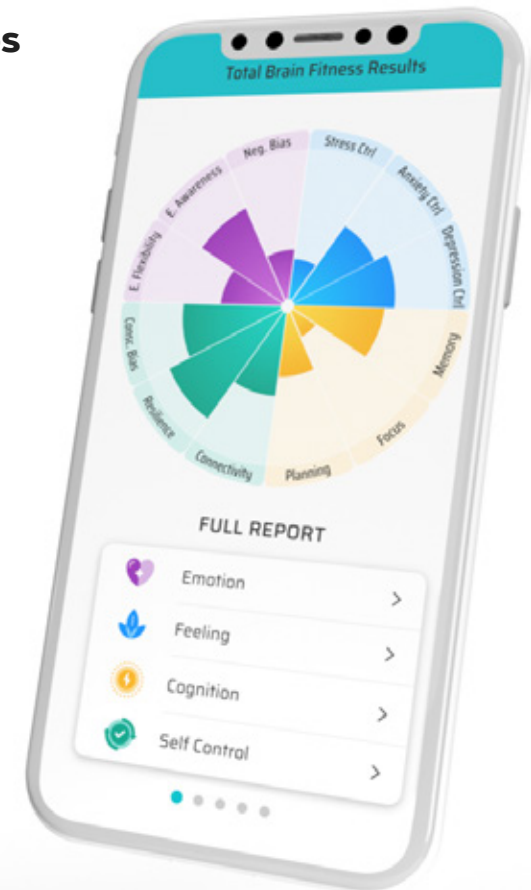 s
Total Brain Fitness Results
Neg. Bias
Stress Ctrl
Anxiety Ctrl
Depression Ctrl
Memory
Focus
Planning
Connectivity
Resilience
Consc. Bias
E. Flexibility
E. Awareness
FULL REPORT
Emotion
Feeling
Cognition
Self Control